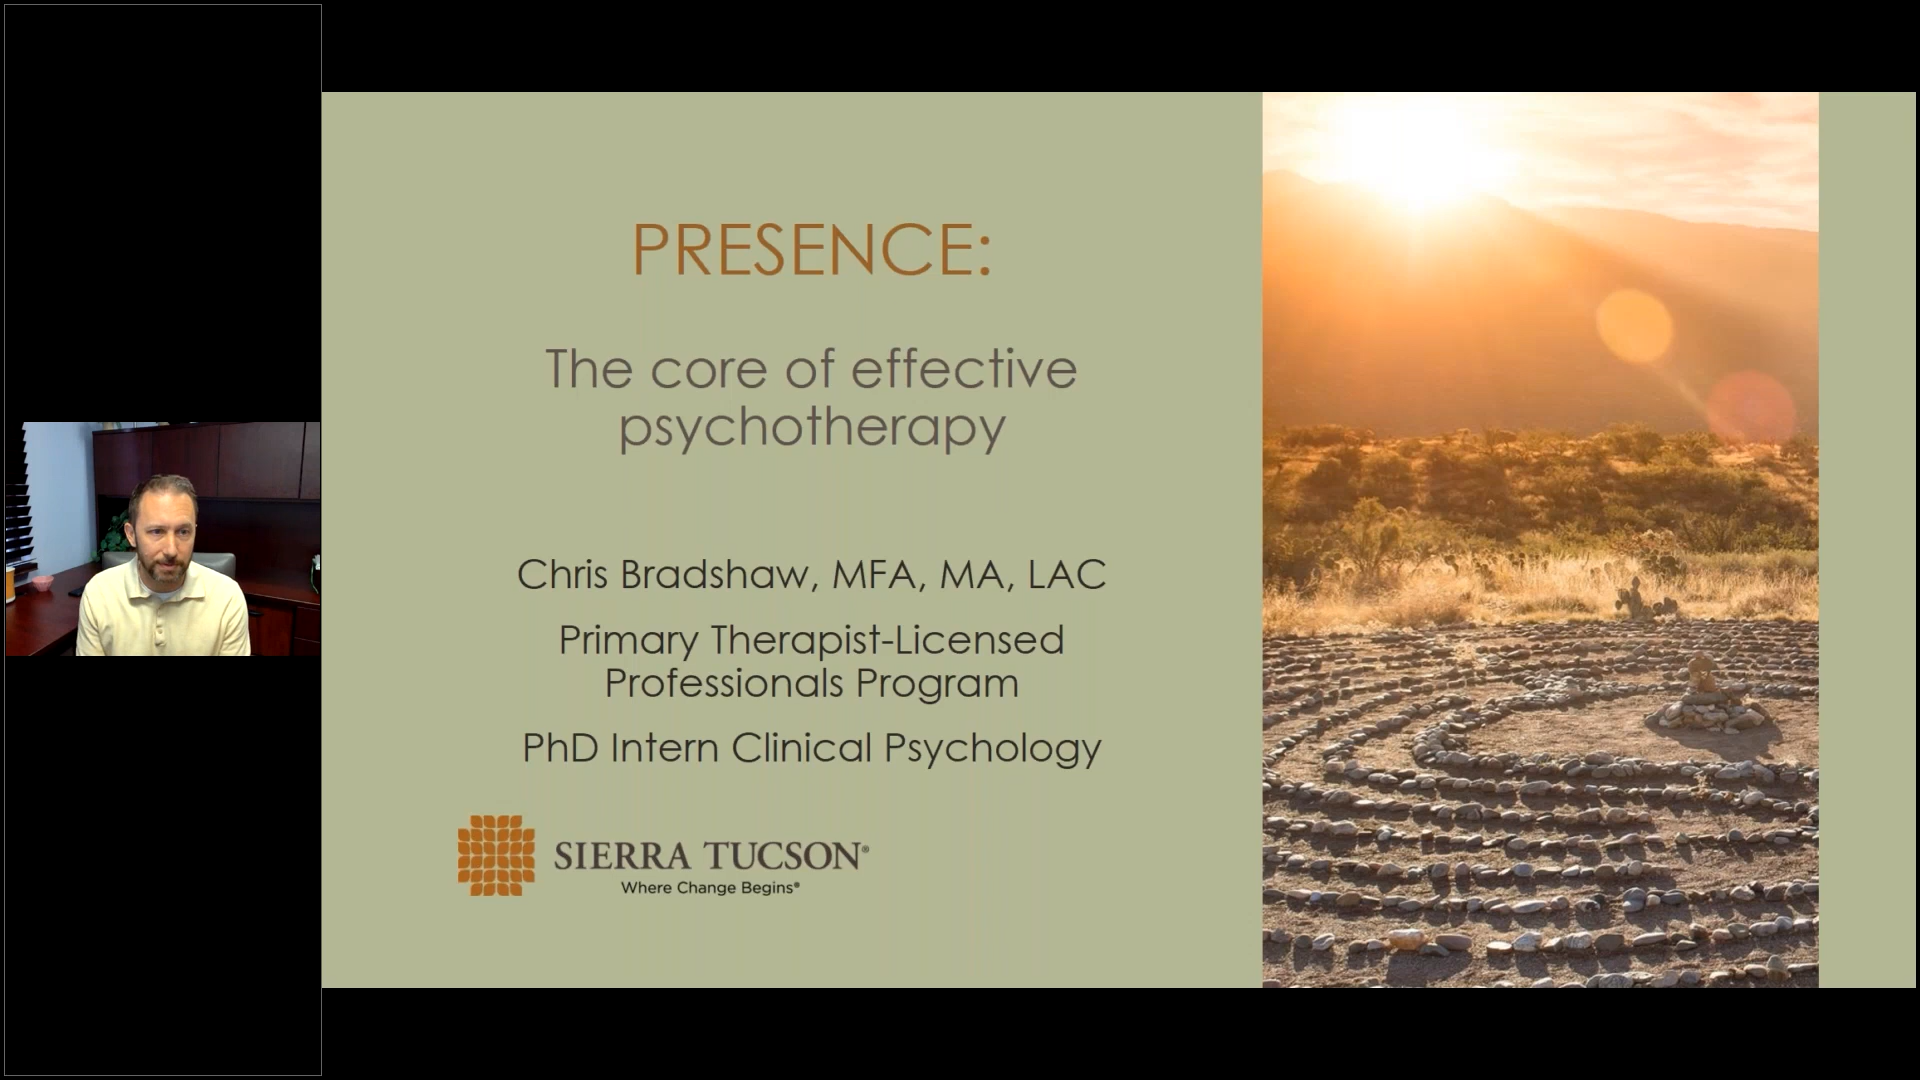 PRESENCE:
The core of effective
psychotherapy
Chris Bradshaw, MFA, MA, LAC
Primary Therapist-Licensed
Professionals Program
PhD Intern Clinical Psychology
SIERRA TUCSON®
Where Change Begins®